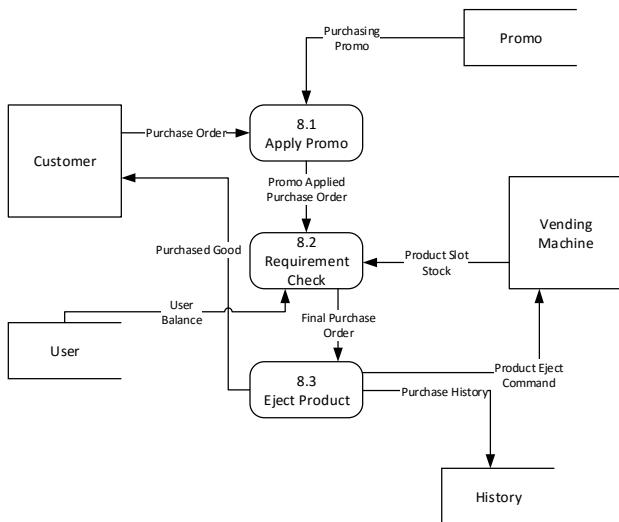 Purchasing
Promo
Promo
8.1
Apply Promo
Purchase Order
Customer
Promo Applied
Purchase Order
Vending
Machine
8.2
Requirement
Check
Product Slot
Stock
Purchased Good
User
Balance
Final Purchase
Order
User
8.3
Eject Product
Product Eject
Command
Purchase History
History